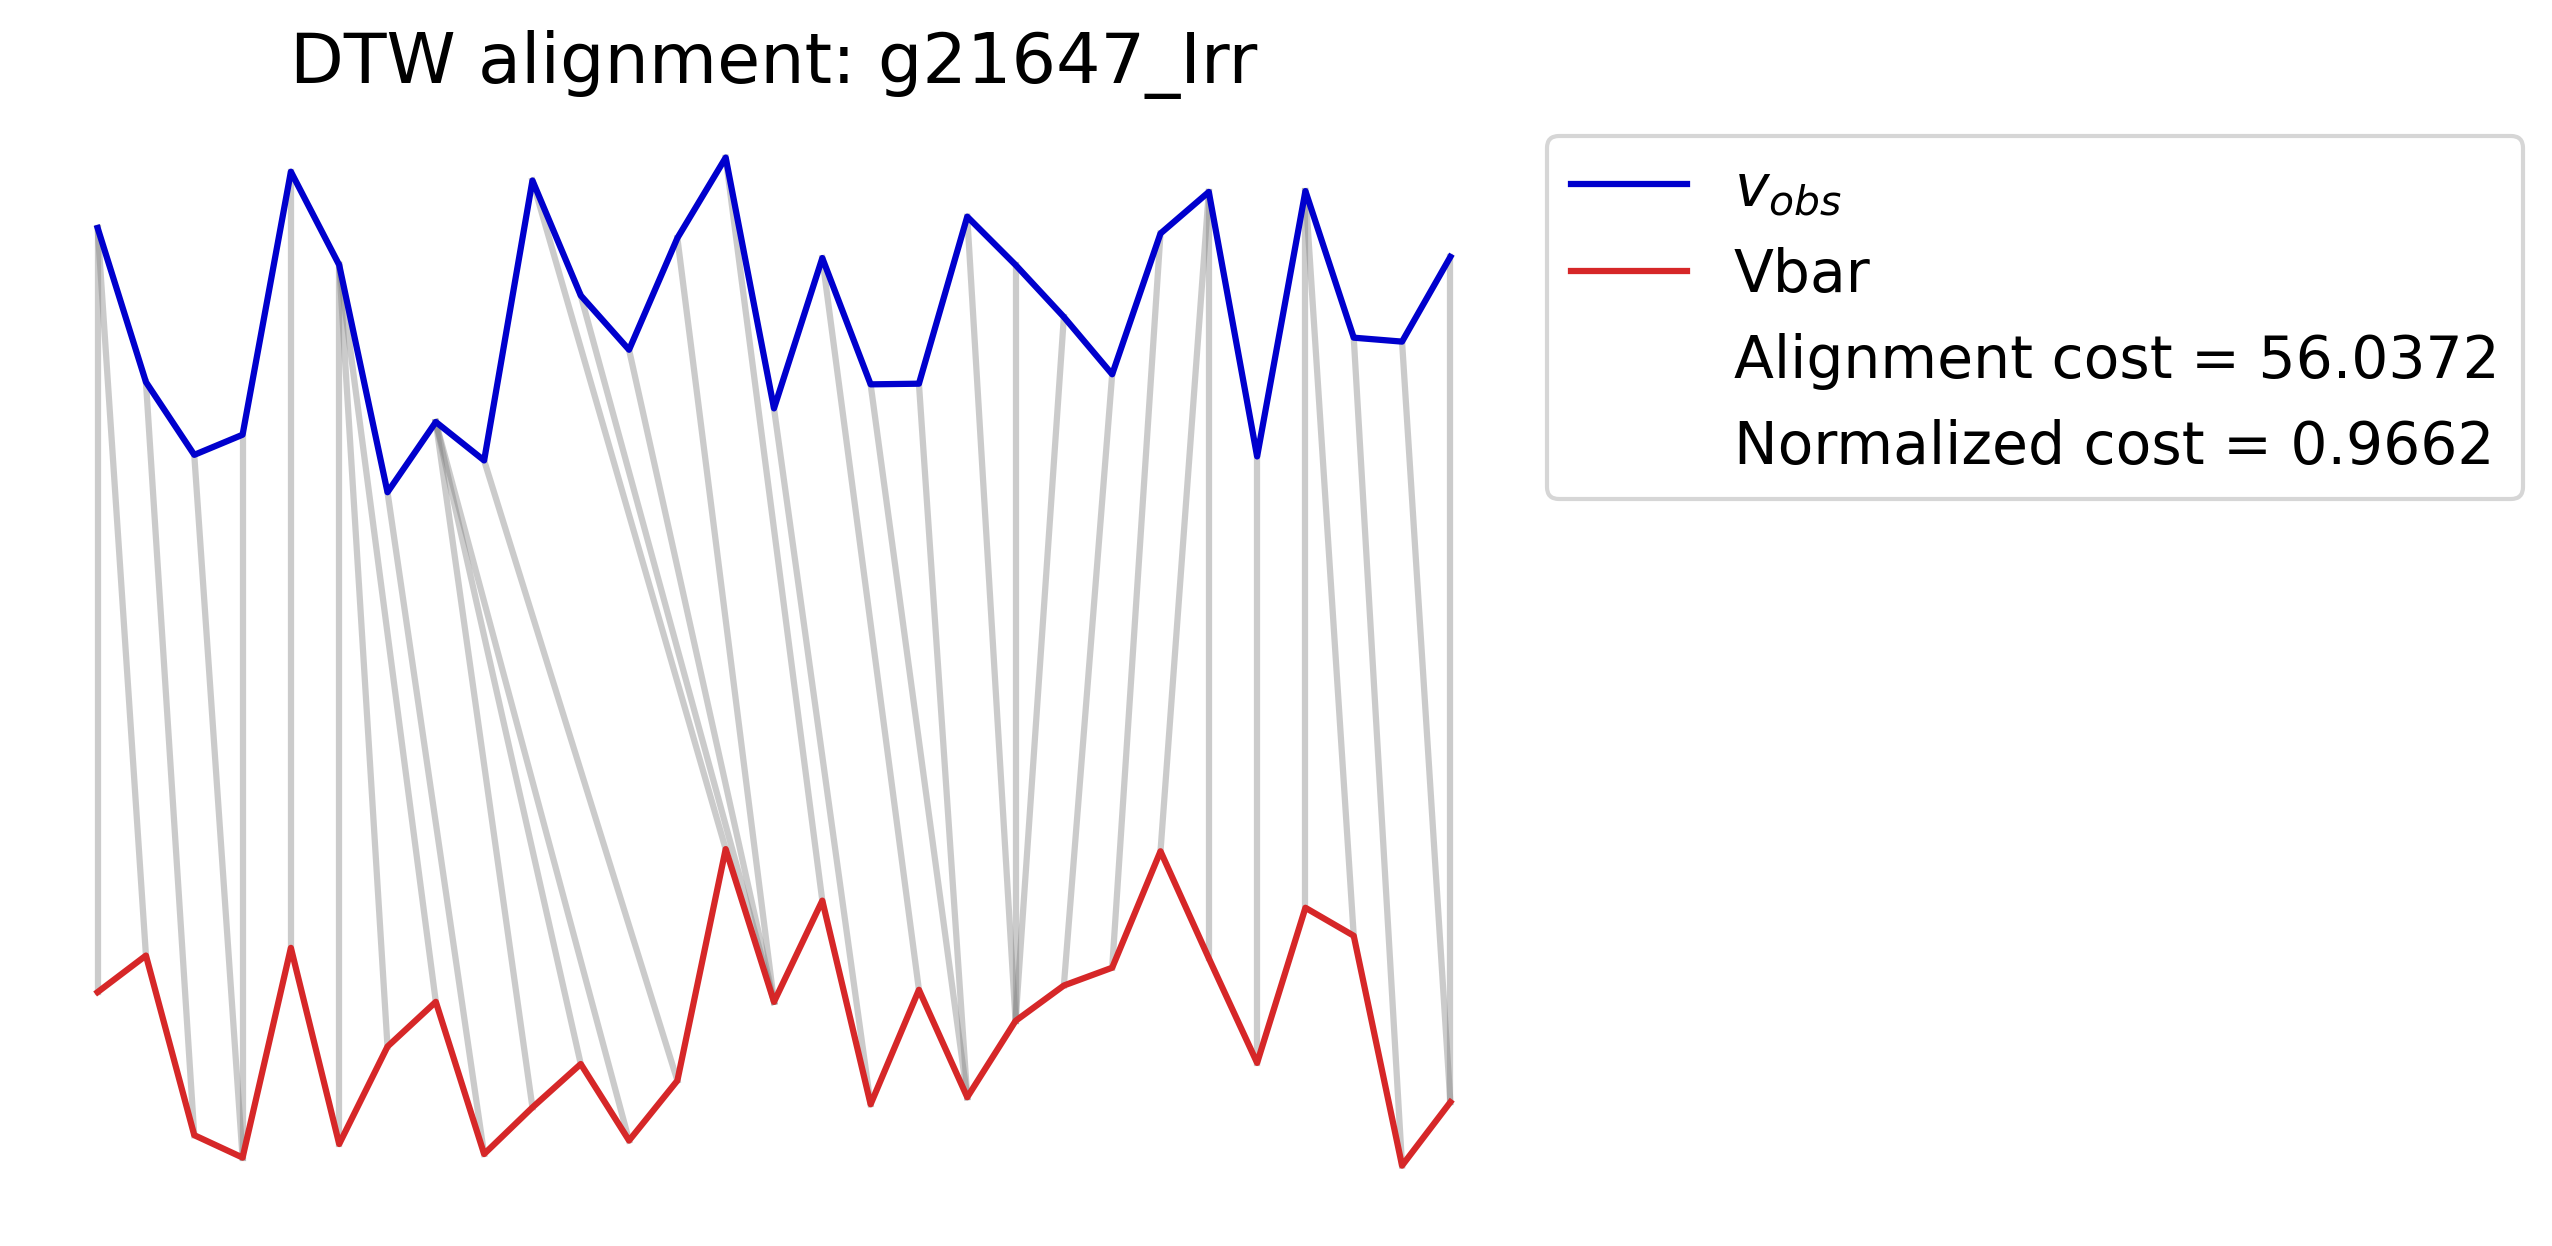 DTW alignment: g21647_Irr
v_obs
Vbar
Alignment cost = 56.0372
Normalized cost = 0.9662